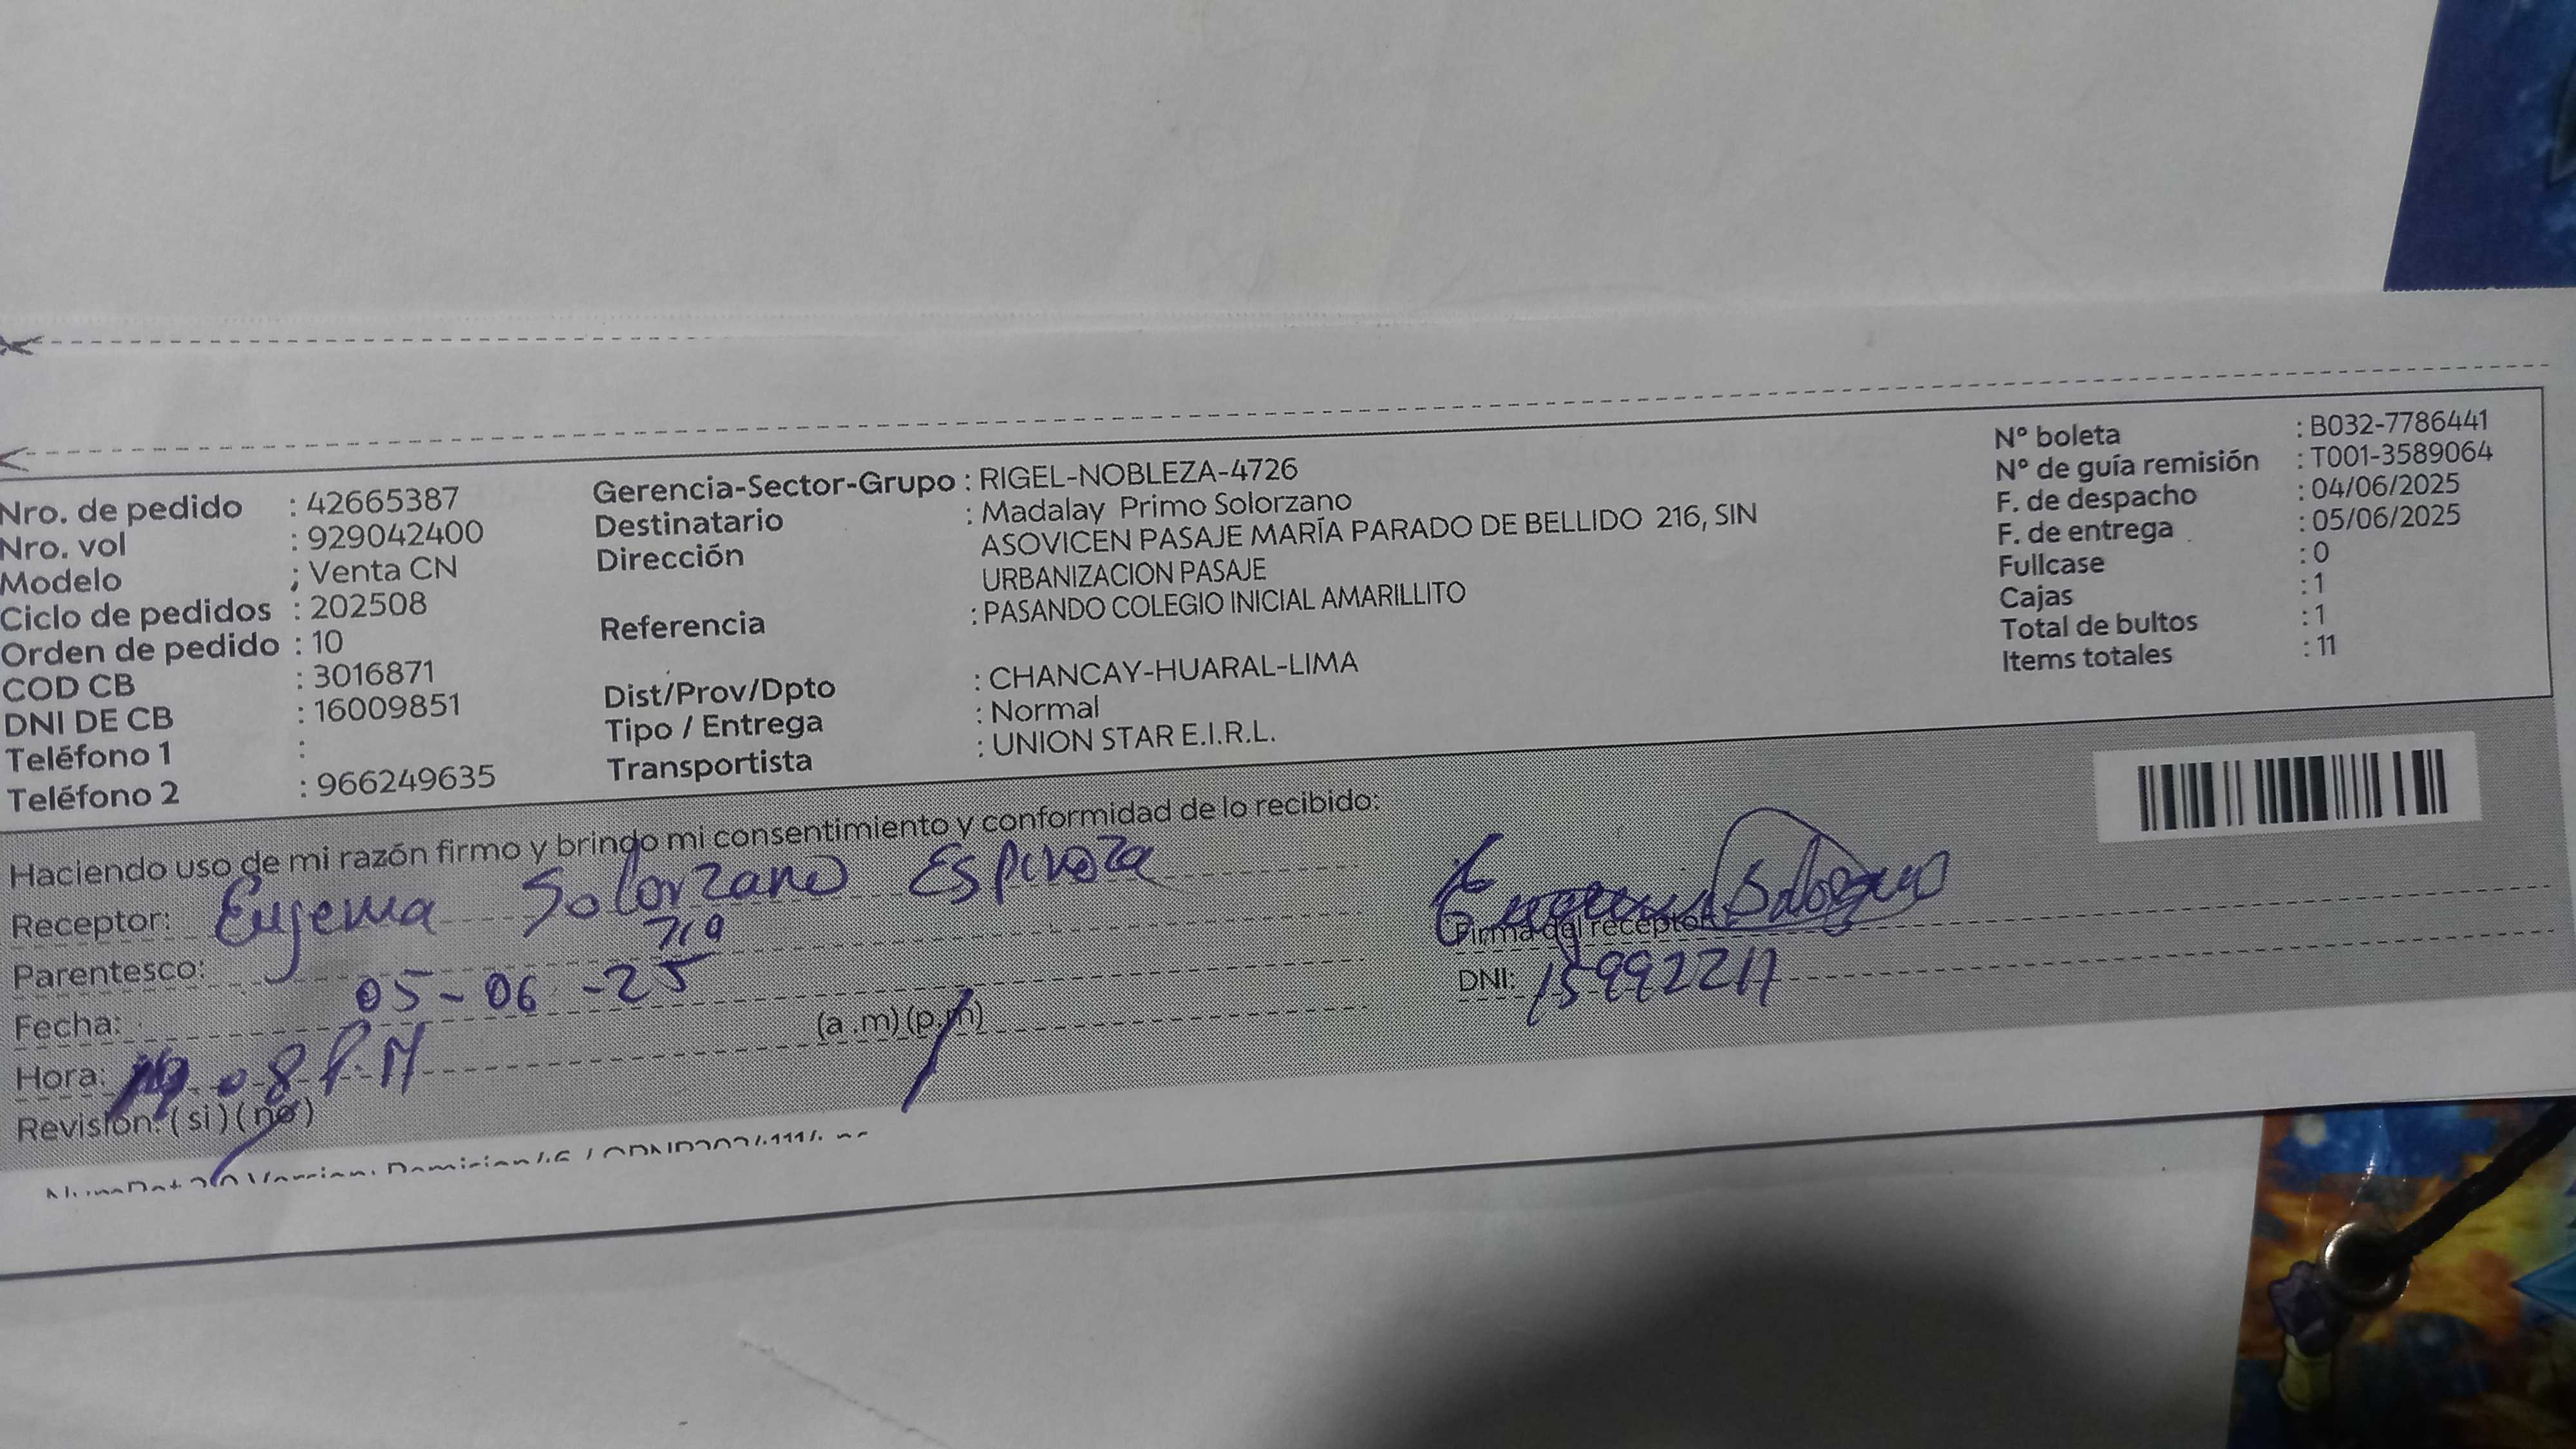 Nro. de pedido : 42665387
Nro. vol : 929042400
Modelo : Venta CN
Ciclo de pedidos : 202508
Orden de pedido : 10
COD CB : 3016871
DNI DE CB : 16009851
Teléfono 1 :
Teléfono 2 : 966249635
Gerencia-Sector-Grupo : RIGEL-NOBLEZA-4726
Destinatario : Madalay Primo Solorzano
Dirección ASOVICEN PASAJE MARÍA PARADO DE BELLIDO 216, SIN
URBANIZACION PASAJE
Referencia : PASANDO COLEGIO INICIAL AMARILLITO
Dist/Prov/Dpto : CHANCAY-HUARAL-LIMA
Tipo / Entrega : Normal
Transportista : UNION STAR E.I.R.L.
N° boleta : B032-7786441
N° de guía remisión : T001-3589064
F. de despacho : 04/06/2025
F. de entrega : 05/06/2025
Fullcase : 0
Cajas : 1
Total de bultos : 1
Items totales : 11
Haciendo uso de mi razón firmo y brindo mi consentimiento y conformidad de lo recibido:
Receptor: Eugenia Solorzano Espinoza
Parentesco: Tia
Fecha: 05-06-25
Hora: 08 P.M (a .m) (p.m)
Revisión: (si) (no)
Firma del receptor
DNI: